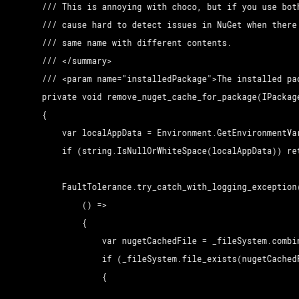 /// This is annoying with choco, but if you use both
/// cause hard to detect issues in NuGet when there
/// same name with different contents.
/// </summary>
/// <param name="installedPackage">The installed pac
private void remove_nuget_cache_for_package(IPackage
{
var localAppData = Environment.GetEnvironmentVar
if (string.IsNullOrWhiteSpace(localAppData)) ret
FaultTolerance.try_catch_with_logging_exception(
() =>
{
var nugetCachedFile = _fileSystem.combin
if (_fileSystem.file_exists(nugetCachedF
{